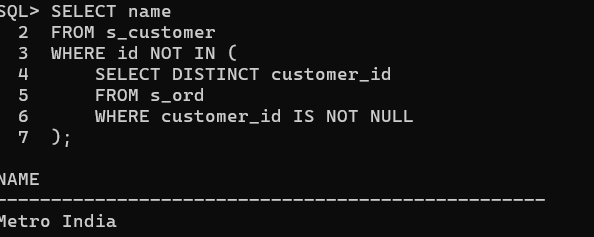 SQL> SELECT name
  2  FROM s_customer
  3  WHERE id NOT IN (
  4      SELECT DISTINCT customer_id
  5      FROM s_ord
  6      WHERE customer_id IS NOT NULL
  7  );
NAME
--------------------------------------------------
Metro India